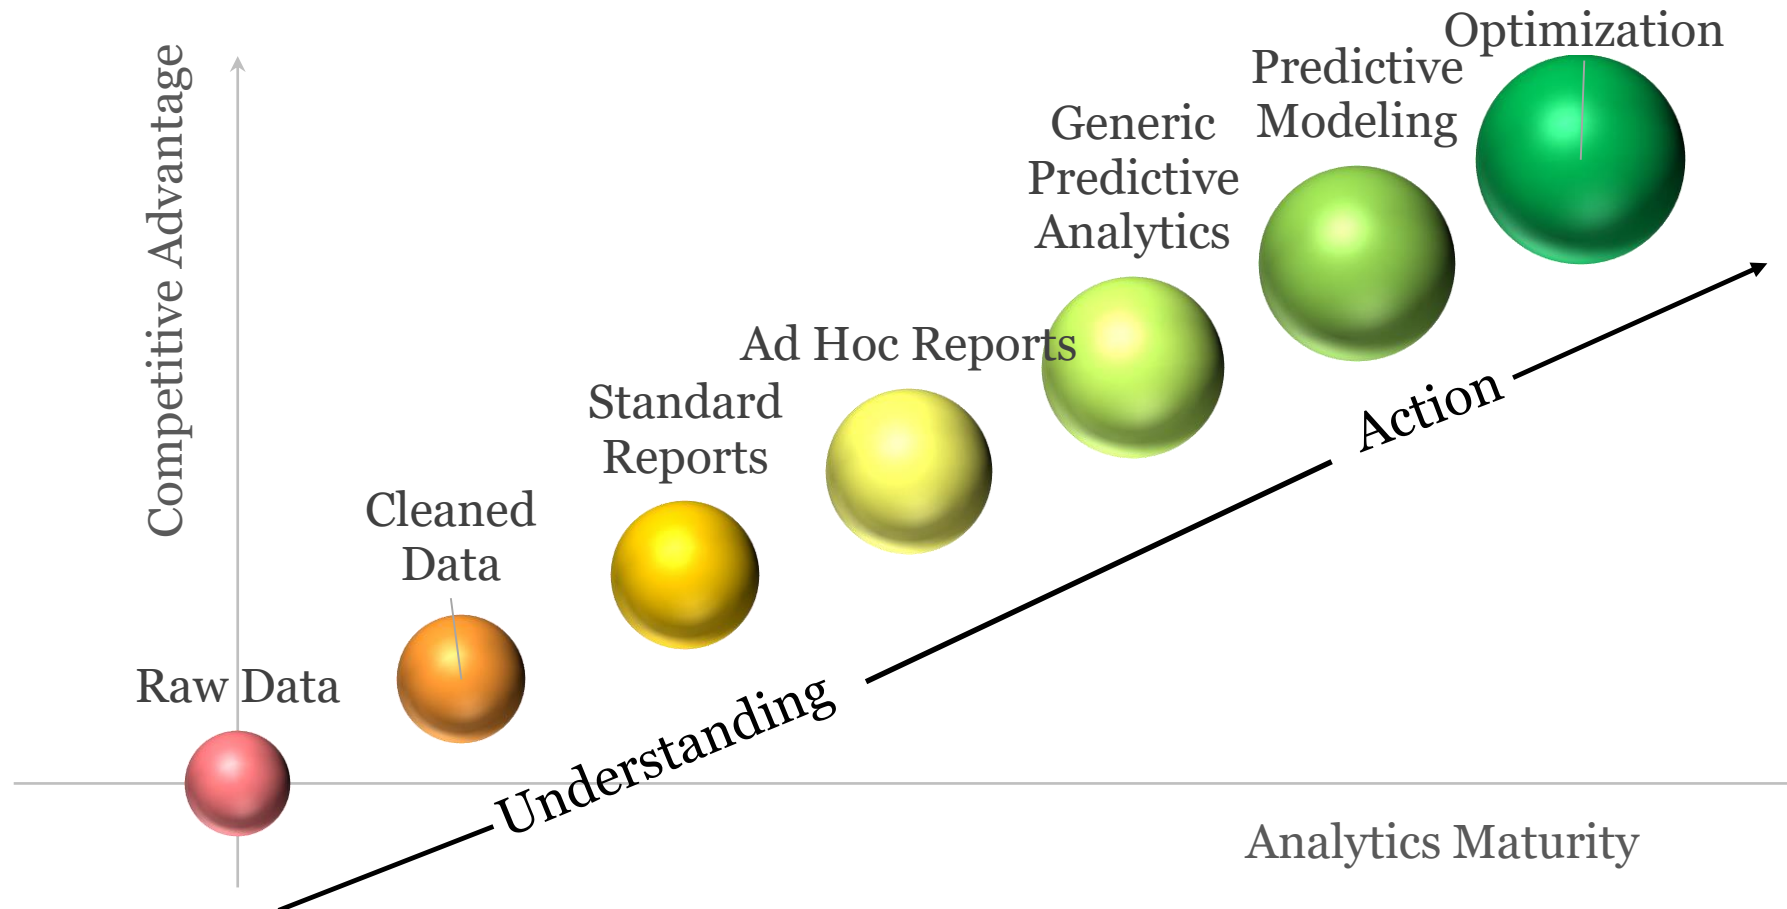 Optimization
Predictive
Modeling
Generic
Predictive
Analytics
Ad Hoc Reports
Standard
Reports
Cleaned
Data
Raw Data
Competitive Advantage
Understanding
Action
Analytics Maturity